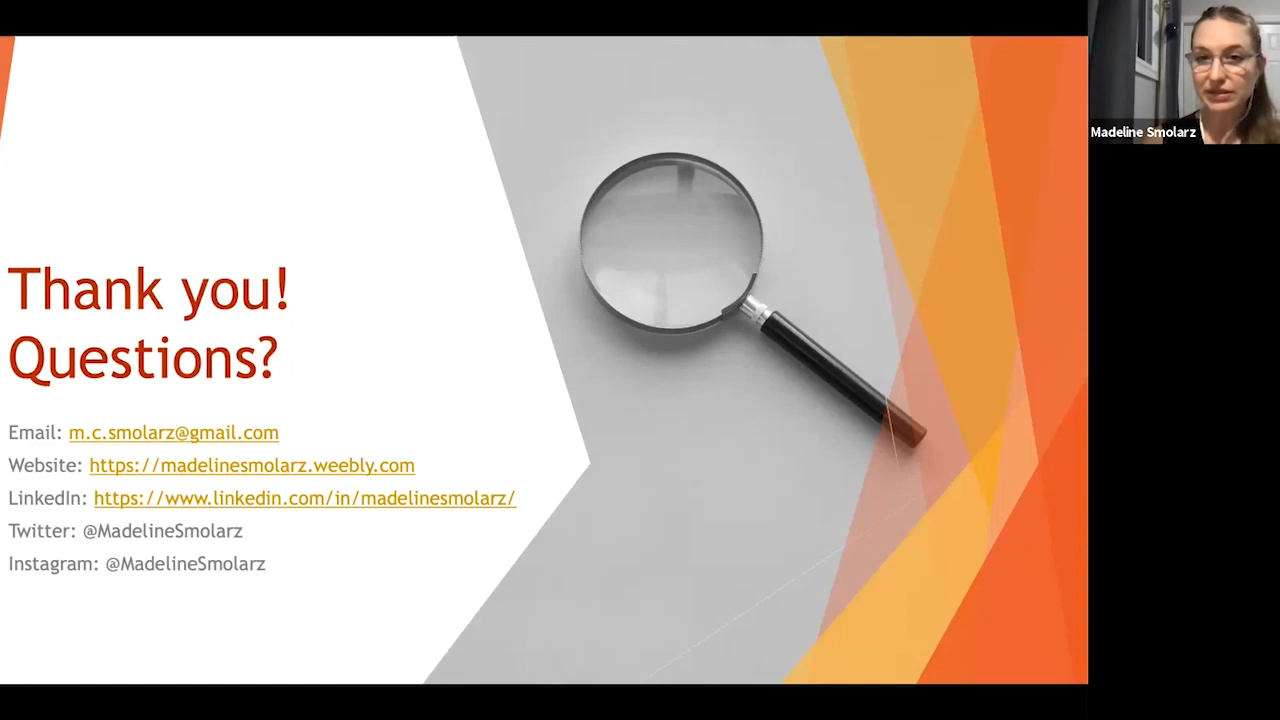 Thank you!
Questions?
Email: m.c.smolarz@gmail.com
Website: https://madelinesmolarz.weebly.com
LinkedIn: https://www.linkedin.com/in/madelinesmolarz/
Twitter: @MadelineSmolarz
Instagram: @MadelineSmolarz
Madeline Smolarz